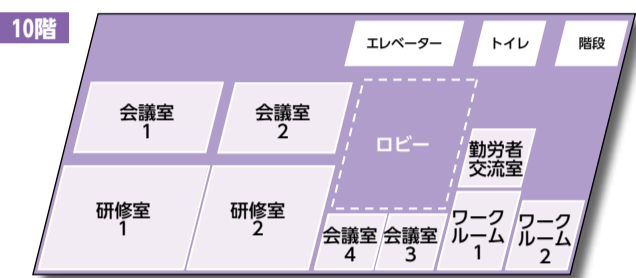 10階
エレベーター
トイレ
階段
会議室
1
会議室
2
ロビー
勤労者
交流室
研修室
1
研修室
2
会議室
4
会議室
3
ワーク
ルーム
1
ワーク
ルーム
2